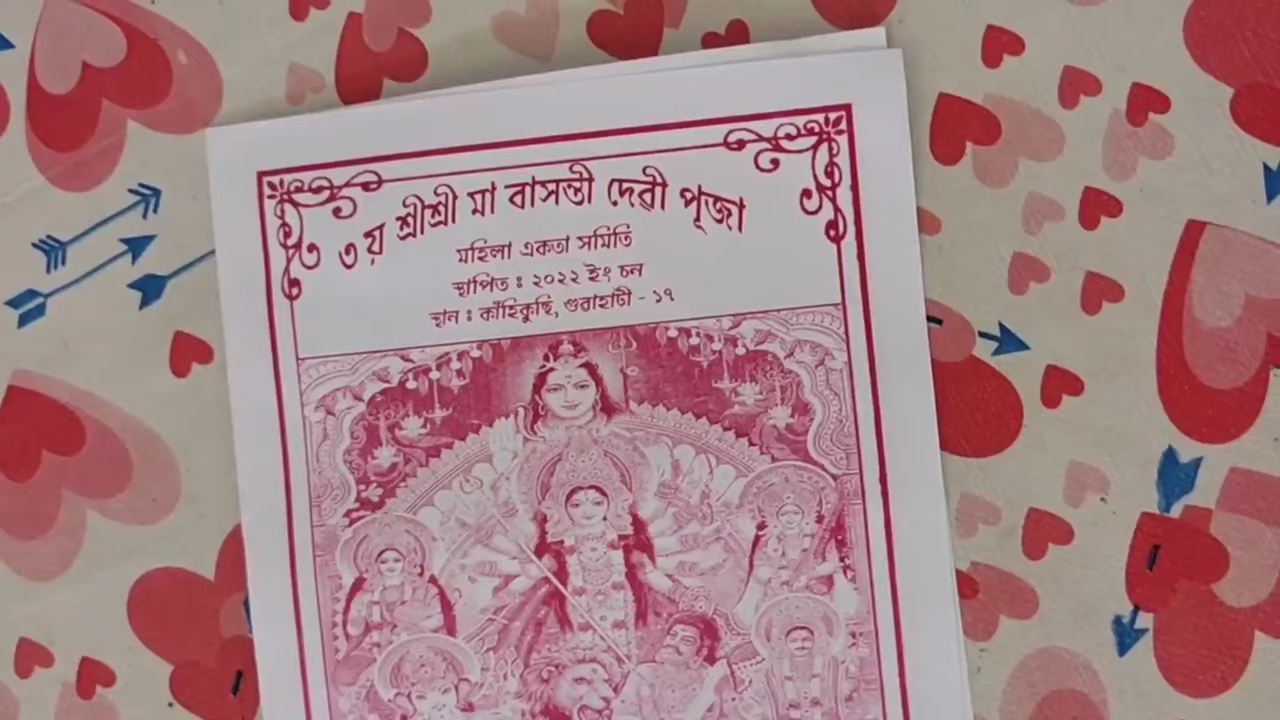 ৩য় শ্রীশ্রী মা বাসন্তী দেৱী পূজা
মহিলা একতা সমিতি
স্থাপিত : ২০২২ ইং চন
স্থান : কাঁহিকুছি, গুৱাহাটী - ১৭